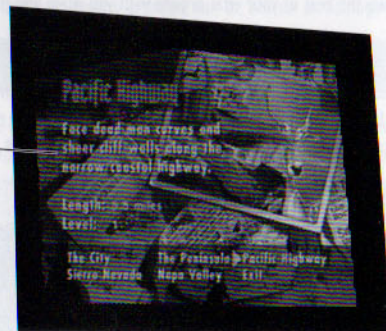 Pacific Highway
Face dead-man curves and
sheer cliff walls along the
narrow coastal highway.
Length: miles
Level:
The City The Peninsula Pacific Highway
Sierra Nevada Napa Valley Exit